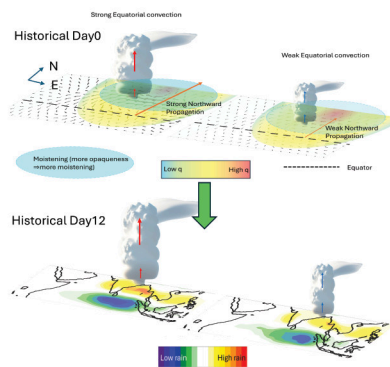 Strong Equatorial convection
Historical Day0
Weak Equatorial convection
N
E
Strong Northward
Propagation
Weak Northward
Propagation
Moistening (more opaqueness
⇒more moistening)
Low q
High q
Equator
Historical Day12
Low rain
High rain